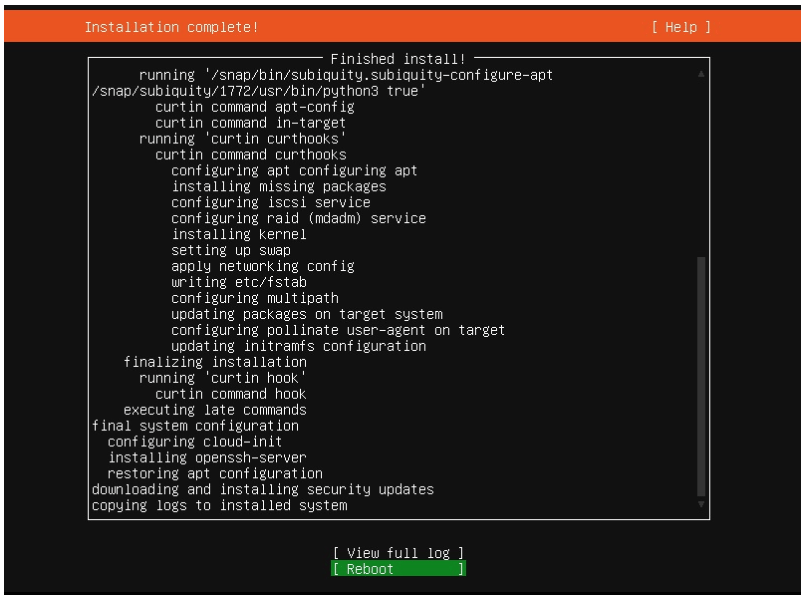 Installation complete! [ Help ]
Finished install!
running '/snap/bin/subiquity.subiquity-configure-apt
/snap/subiquity/1772/usr/bin/python3 true'
curtin command apt-config
curtin command in-target
running 'curtin curthooks'
curtin command curthooks
configuring apt configuring apt
installing missing packages
configuring iscsi service
configuring raid (mdadm) service
installing kernel
setting up swap
apply networking config
writing etc/fstab
configuring multipath
updating packages on target system
configuring pollinate user-agent on target
updating initramfs configuration
finalizing installation
running 'curtin hook'
curtin command hook
executing late commands
final system configuration
configuring cloud-init
installing openssh-server
restoring apt configuration
downloading and installing security updates
copying logs to installed system
[ View full log ]
[ Reboot ]